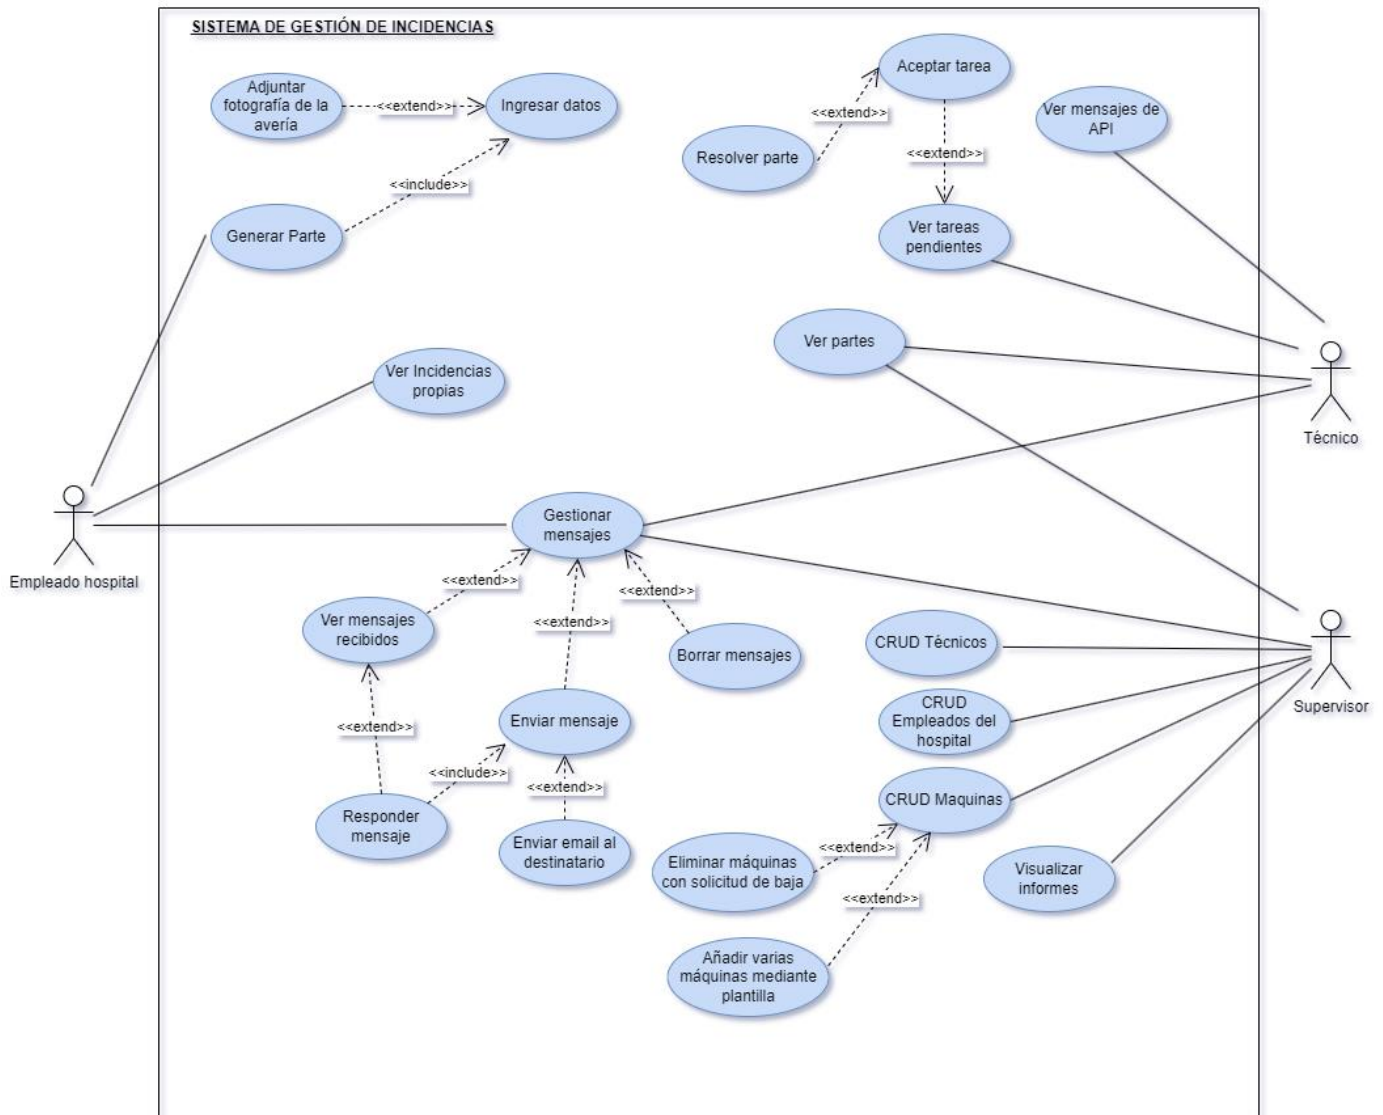 SISTEMA DE GESTIÓN DE INCIDENCIAS
Adjuntar
fotografía de la
avería
<<extend>>
Ingresar datos
<<include>>
Generar Parte
Aceptar tarea
<<extend>>
Resolver parte
<<extend>>
Ver tareas
pendientes
Ver mensajes de
API
Ver partes
Ver Incidencias
propias
Técnico
Empleado hospital
Gestionar
mensajes
<<extend>>
<<extend>>
<<extend>>
Ver mensajes
recibidos
Borrar mensajes
<<extend>>
Enviar mensaje
<<include>>
<<extend>>
Responder
mensaje
Enviar email al
destinatario
CRUD Técnicos
CRUD
Empleados del
hospital
CRUD Maquinas
Supervisor
<<extend>>
Eliminar máquinas
con solicitud de baja
<<extend>>
Visualizar
informes
Añadir varias
máquinas mediante
plantilla